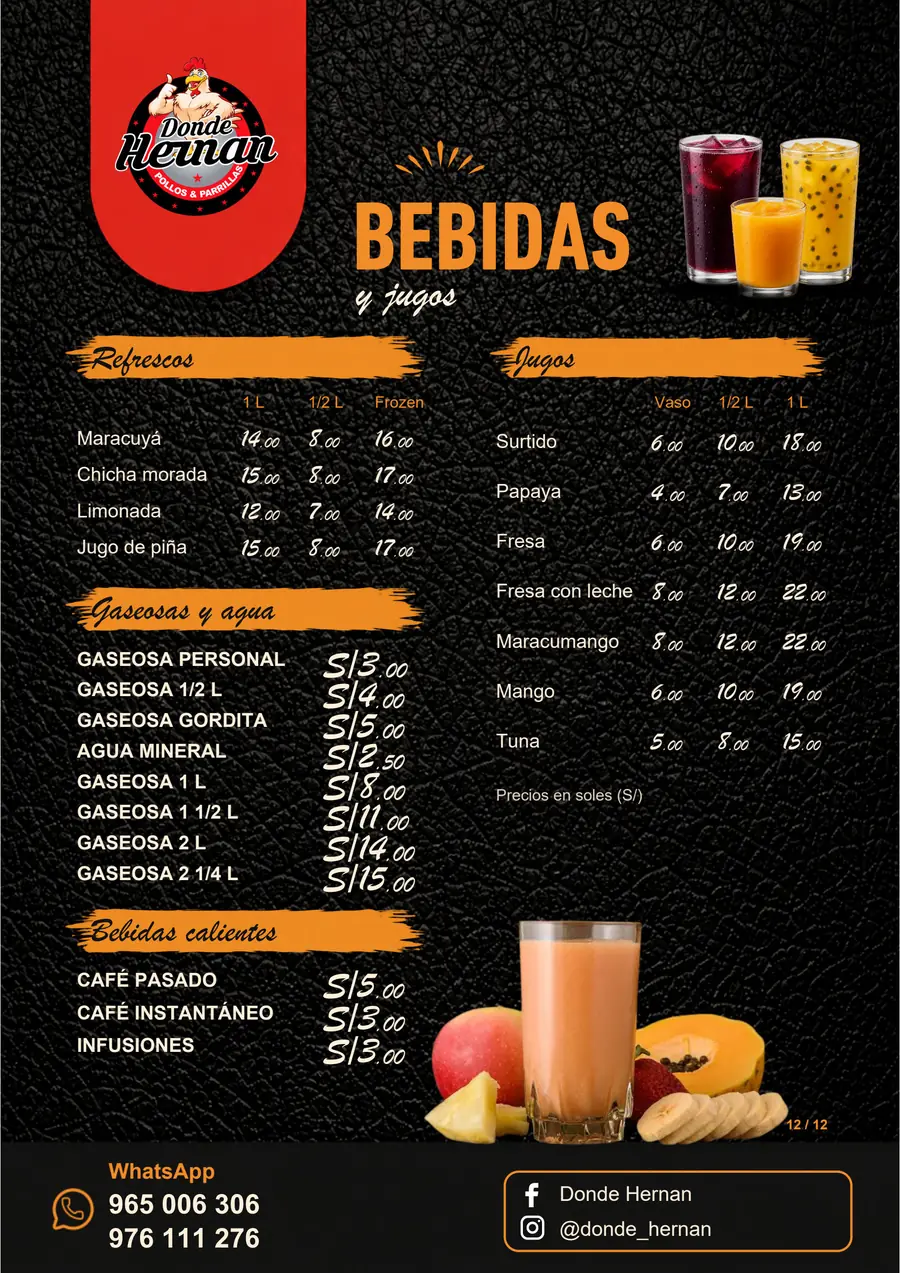 Donde
Hernan
POLLOS & PARRILLAS
BEBIDAS
y jugos
Refrescos
1 L 1/2 L Frozen
Maracuyá 14.00 8.00 16.00
Chicha morada 15.00 8.00 17.00
Limonada 12.00 7.00 14.00
Jugo de piña 15.00 8.00 17.00
Gaseosas y agua
GASEOSA PERSONAL S/3.00
GASEOSA 1/2 L S/4.00
GASEOSA GORDITA S/5.00
AGUA MINERAL S/2.50
GASEOSA 1 L S/8.00
GASEOSA 1 1/2 L S/11.00
GASEOSA 2 L S/14.00
GASEOSA 2 1/4 L S/15.00
Bebidas calientes
CAFÉ PASADO S/5.00
CAFÉ INSTANTÁNEO S/3.00
INFUSIONES S/3.00
Jugos
Vaso 1/2 L 1 L
Surtido 6.00 10.00 18.00
Papaya 4.00 7.00 13.00
Fresa 6.00 10.00 19.00
Fresa con leche 8.00 12.00 22.00
Maracumango 8.00 12.00 22.00
Mango 6.00 10.00 19.00
Tuna 5.00 8.00 15.00
Precios en soles (S/)
12 / 12
WhatsApp
965 006 306
976 111 276
Donde Hernan
@donde_hernan